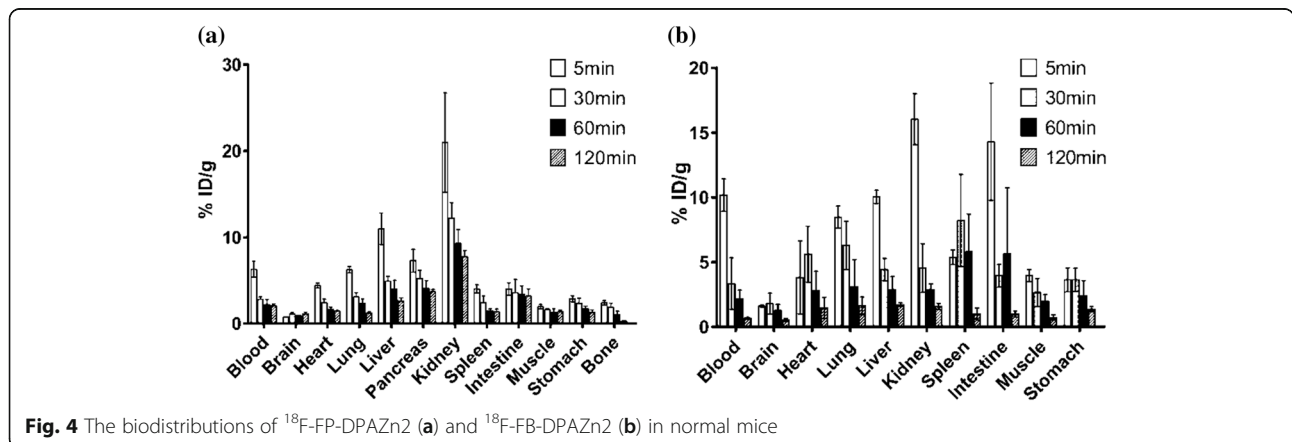 (a)
30
20
10
0
% ID/g
5min
30min
60min
120min
Blood
Brain
Heart
Lung
Liver
Pancreas
Kidney
Spleen
Intestine
Muscle
Stomach
Bone
(b)
20
15
10
5
0
% ID/g
5min
30min
60min
120min
Blood
Brain
Heart
Lung
Liver
Kidney
Spleen
Intestine
Muscle
Stomach
Fig. 4 The biodistributions of ¹⁸F-FP-DPAZn2 (a) and ¹⁸F-FB-DPAZn2 (b) in normal mice